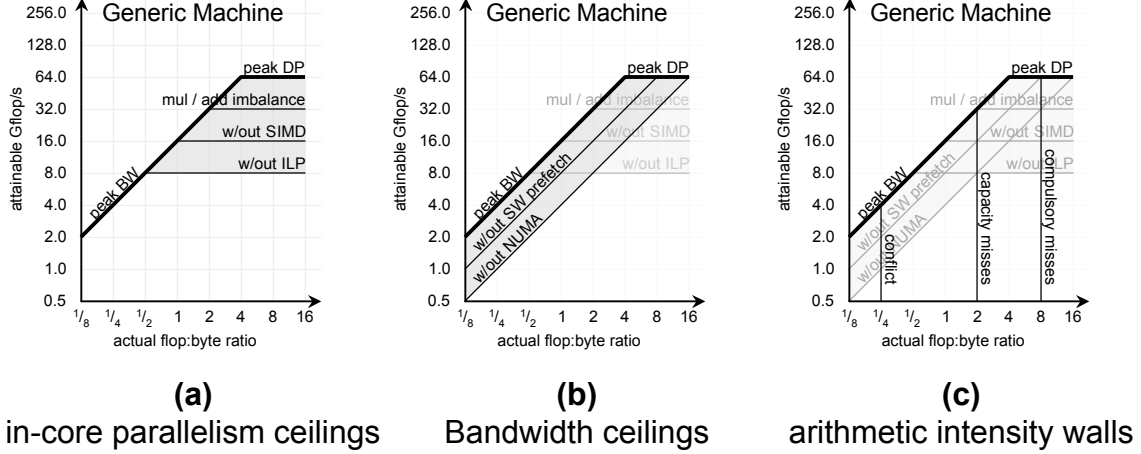 Generic Machine
256.0
128.0
64.0
32.0
16.0
8.0
4.0
2.0
1.0
0.5
attainable Gflop/s
peak DP
mul / add imbalance
w/out SIMD
w/out ILP
peak BW
1/8 1/4 1/2 1 2 4 8 16
actual flop:byte ratio
(a)
in-core parallelism ceilings
Generic Machine
256.0
128.0
64.0
32.0
16.0
8.0
4.0
2.0
1.0
0.5
attainable Gflop/s
peak DP
mul / add imbalance
w/out SIMD
w/out ILP
peak BW
w/out SW prefetch
w/out NUMA
1/8 1/4 1/2 1 2 4 8 16
actual flop:byte ratio
(b)
Bandwidth ceilings
Generic Machine
256.0
128.0
64.0
32.0
16.0
8.0
4.0
2.0
1.0
0.5
attainable Gflop/s
peak DP
mul / add imbalance
w/out SIMD
w/out ILP
peak BW
w/out SW prefetch
w/out NUMA
conflict
capacity misses
compulsory misses
1/8 1/4 1/2 1 2 4 8 16
actual flop:byte ratio
(c)
arithmetic intensity walls